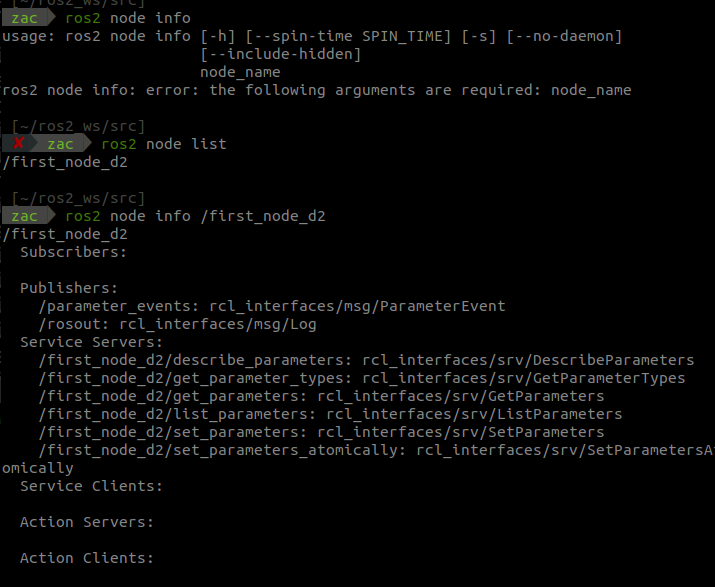 [~/ros2_ws/src]
zac ros2 node info
usage: ros2 node info [-h] [--spin-time SPIN_TIME] [-s] [--no-daemon]
[--include-hidden]
node_name
ros2 node info: error: the following arguments are required: node_name
[~/ros2_ws/src]
✘ zac ros2 node list
/first_node_d2
[~/ros2_ws/src]
zac ros2 node info /first_node_d2
/first_node_d2
Subscribers:
Publishers:
/parameter_events: rcl_interfaces/msg/ParameterEvent
/rosout: rcl_interfaces/msg/Log
Service Servers:
/first_node_d2/describe_parameters: rcl_interfaces/srv/DescribeParameters
/first_node_d2/get_parameter_types: rcl_interfaces/srv/GetParameterTypes
/first_node_d2/get_parameters: rcl_interfaces/srv/GetParameters
/first_node_d2/list_parameters: rcl_interfaces/srv/ListParameters
/first_node_d2/set_parameters: rcl_interfaces/srv/SetParameters
/first_node_d2/set_parameters_atomically: rcl_interfaces/srv/SetParametersAt
omically
Service Clients:
Action Servers:
Action Clients: